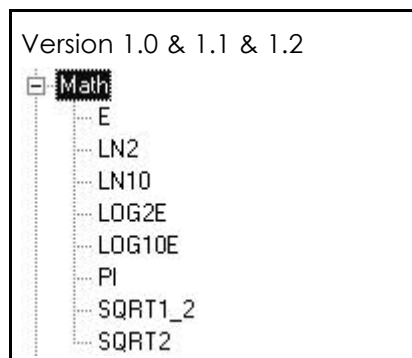 Version 1.0 & 1.1 & 1.2
Math
E
LN2
LN10
LOG2E
LOG10E
PI
SQRT1_2
SQRT2